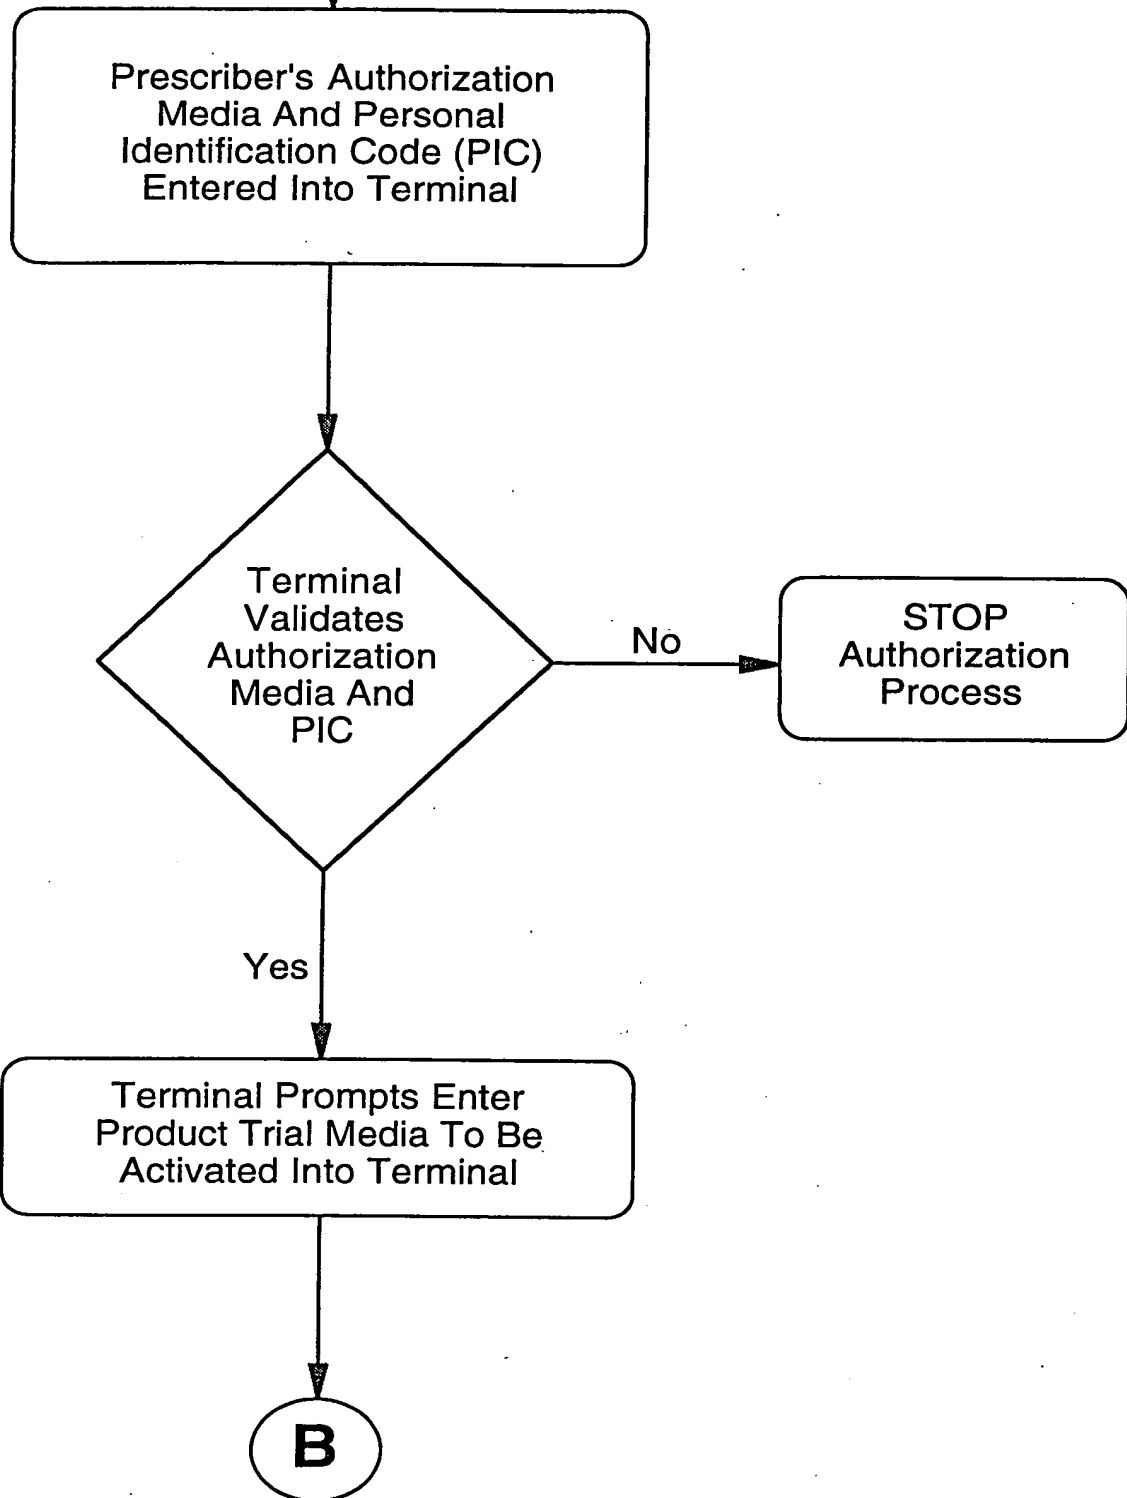 Prescriber's Authorization
Media And Personal
Identification Code (PIC)
Entered Into Terminal
Terminal
Validates
Authorization
Media And
PIC
No
STOP
Authorization
Process
Yes
Terminal Prompts Enter
Product Trial Media To Be
Activated Into Terminal
B